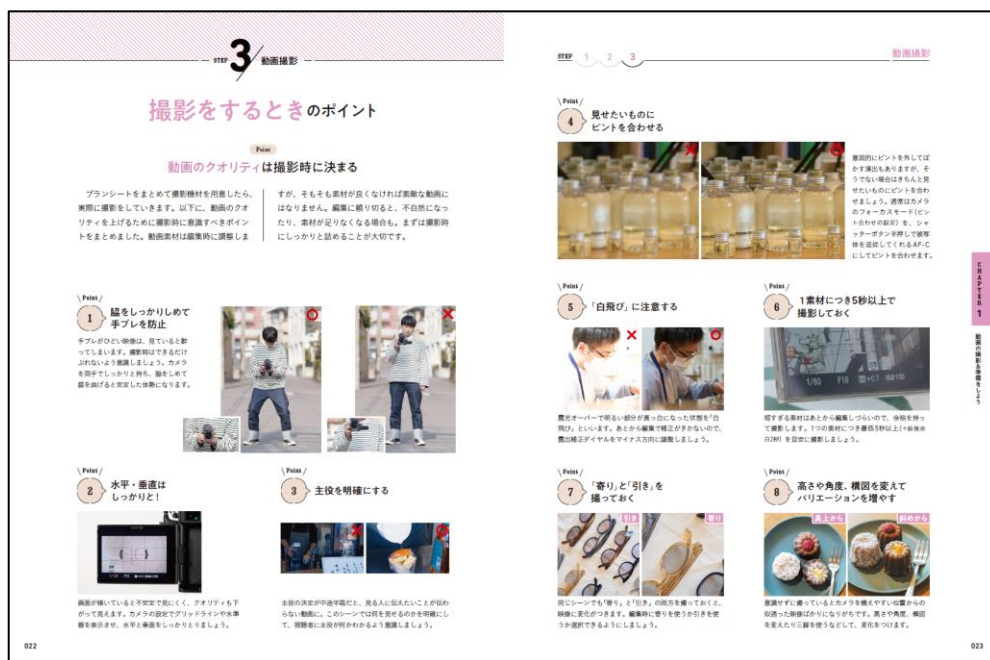 STEP 3 動画撮影
撮影をするときのポイント
Point
動画のクオリティは撮影時に決まる
プランシートをまとめて撮影機材を用意したら、
実際に撮影をしていきます。以下に、動画のクオ
リティを上げるために撮影時に意識すべきポイン
トをまとめました。動画素材は編集時に調整しま
すが、そもそも素材が良くなければ素敵な動画に
はなりません。編集に頼り切ると、不自然になっ
たり、素材が足りなくなる場合も。まずは撮影時
にしっかりと詰めることが大切です。
Point
1
脇をしっかりしめて
手ブレを防止
手ブレがひどい映像は、見ていると酔
ってしまいます。撮影時はできるだけ
ぶれないよう意識しましょう。カメラ
を両手でしっかりと持ち、脇をしめて
膝を曲げると安定した体勢になります。
Point
2
水平・垂直は
しっかりと!
画面が傾いていると不安定で見にくく、クオリティも下
がって見えます。カメラの設定でグリッドラインや水準
器を表示させ、水平と垂直をしっかりとりましょう。
Point
3
主役を明確にする
主役の決定が中途半端だと、見る人に伝えたいことが伝わ
らない動画に。このシーンでは何を見せるのかを明確にし
て、視聴者に主役が何かわかるよう意識しましょう。
022
STEP 1 2 3
動画撮影
Point
4
見せたいものに
ピントを合わせる
意図的にピントを外してぼ
かす演出もありますが、そ
うでない場合はきちんと見
せたいものにピントを合わ
せましょう。通常はカメラ
のフォーカスモード(ピン
ト合わせの設定)を、シャ
ッターボタン半押しで被写
体を追従してくれるAF-C
にしてピントを合わせます。
Point
5
「白飛び」に注意する
露光オーバーで明るい部分が真っ白になった状態を「白
飛び」といいます。あとから編集で補正がきかないので、
露出補正ダイヤルをマイナス方向に調整しましょう。
Point
6
1素材につき5秒以上で
撮影しておく
1/60 F18 +0.7 ISO 100
短すぎる素材はあとから編集しづらいので、余裕を持っ
て撮影します。1つの素材につき最低5秒以上(+前後余
白2秒)を目安に撮影しましょう。
Point
7
「寄り」と「引き」を
撮っておく
引き
寄り
同じシーンでも「寄り」と「引き」の両方を撮っておくと、
映像に変化がつきます。編集時に寄りを使うか引きを使
うか選択できるようにしましょう。
Point
8
高さや角度、構図を変えて
バリエーションを増やす
真上から
斜めから
意識せずに撮っているとカメラを構えやすい位置からの
似通った映像ばかりになりがちです。高さや角度、構図
を変えたり三脚を使うなどして、変化をつけます。
CHAPTER 1
動画の撮影&準備をしよう
023